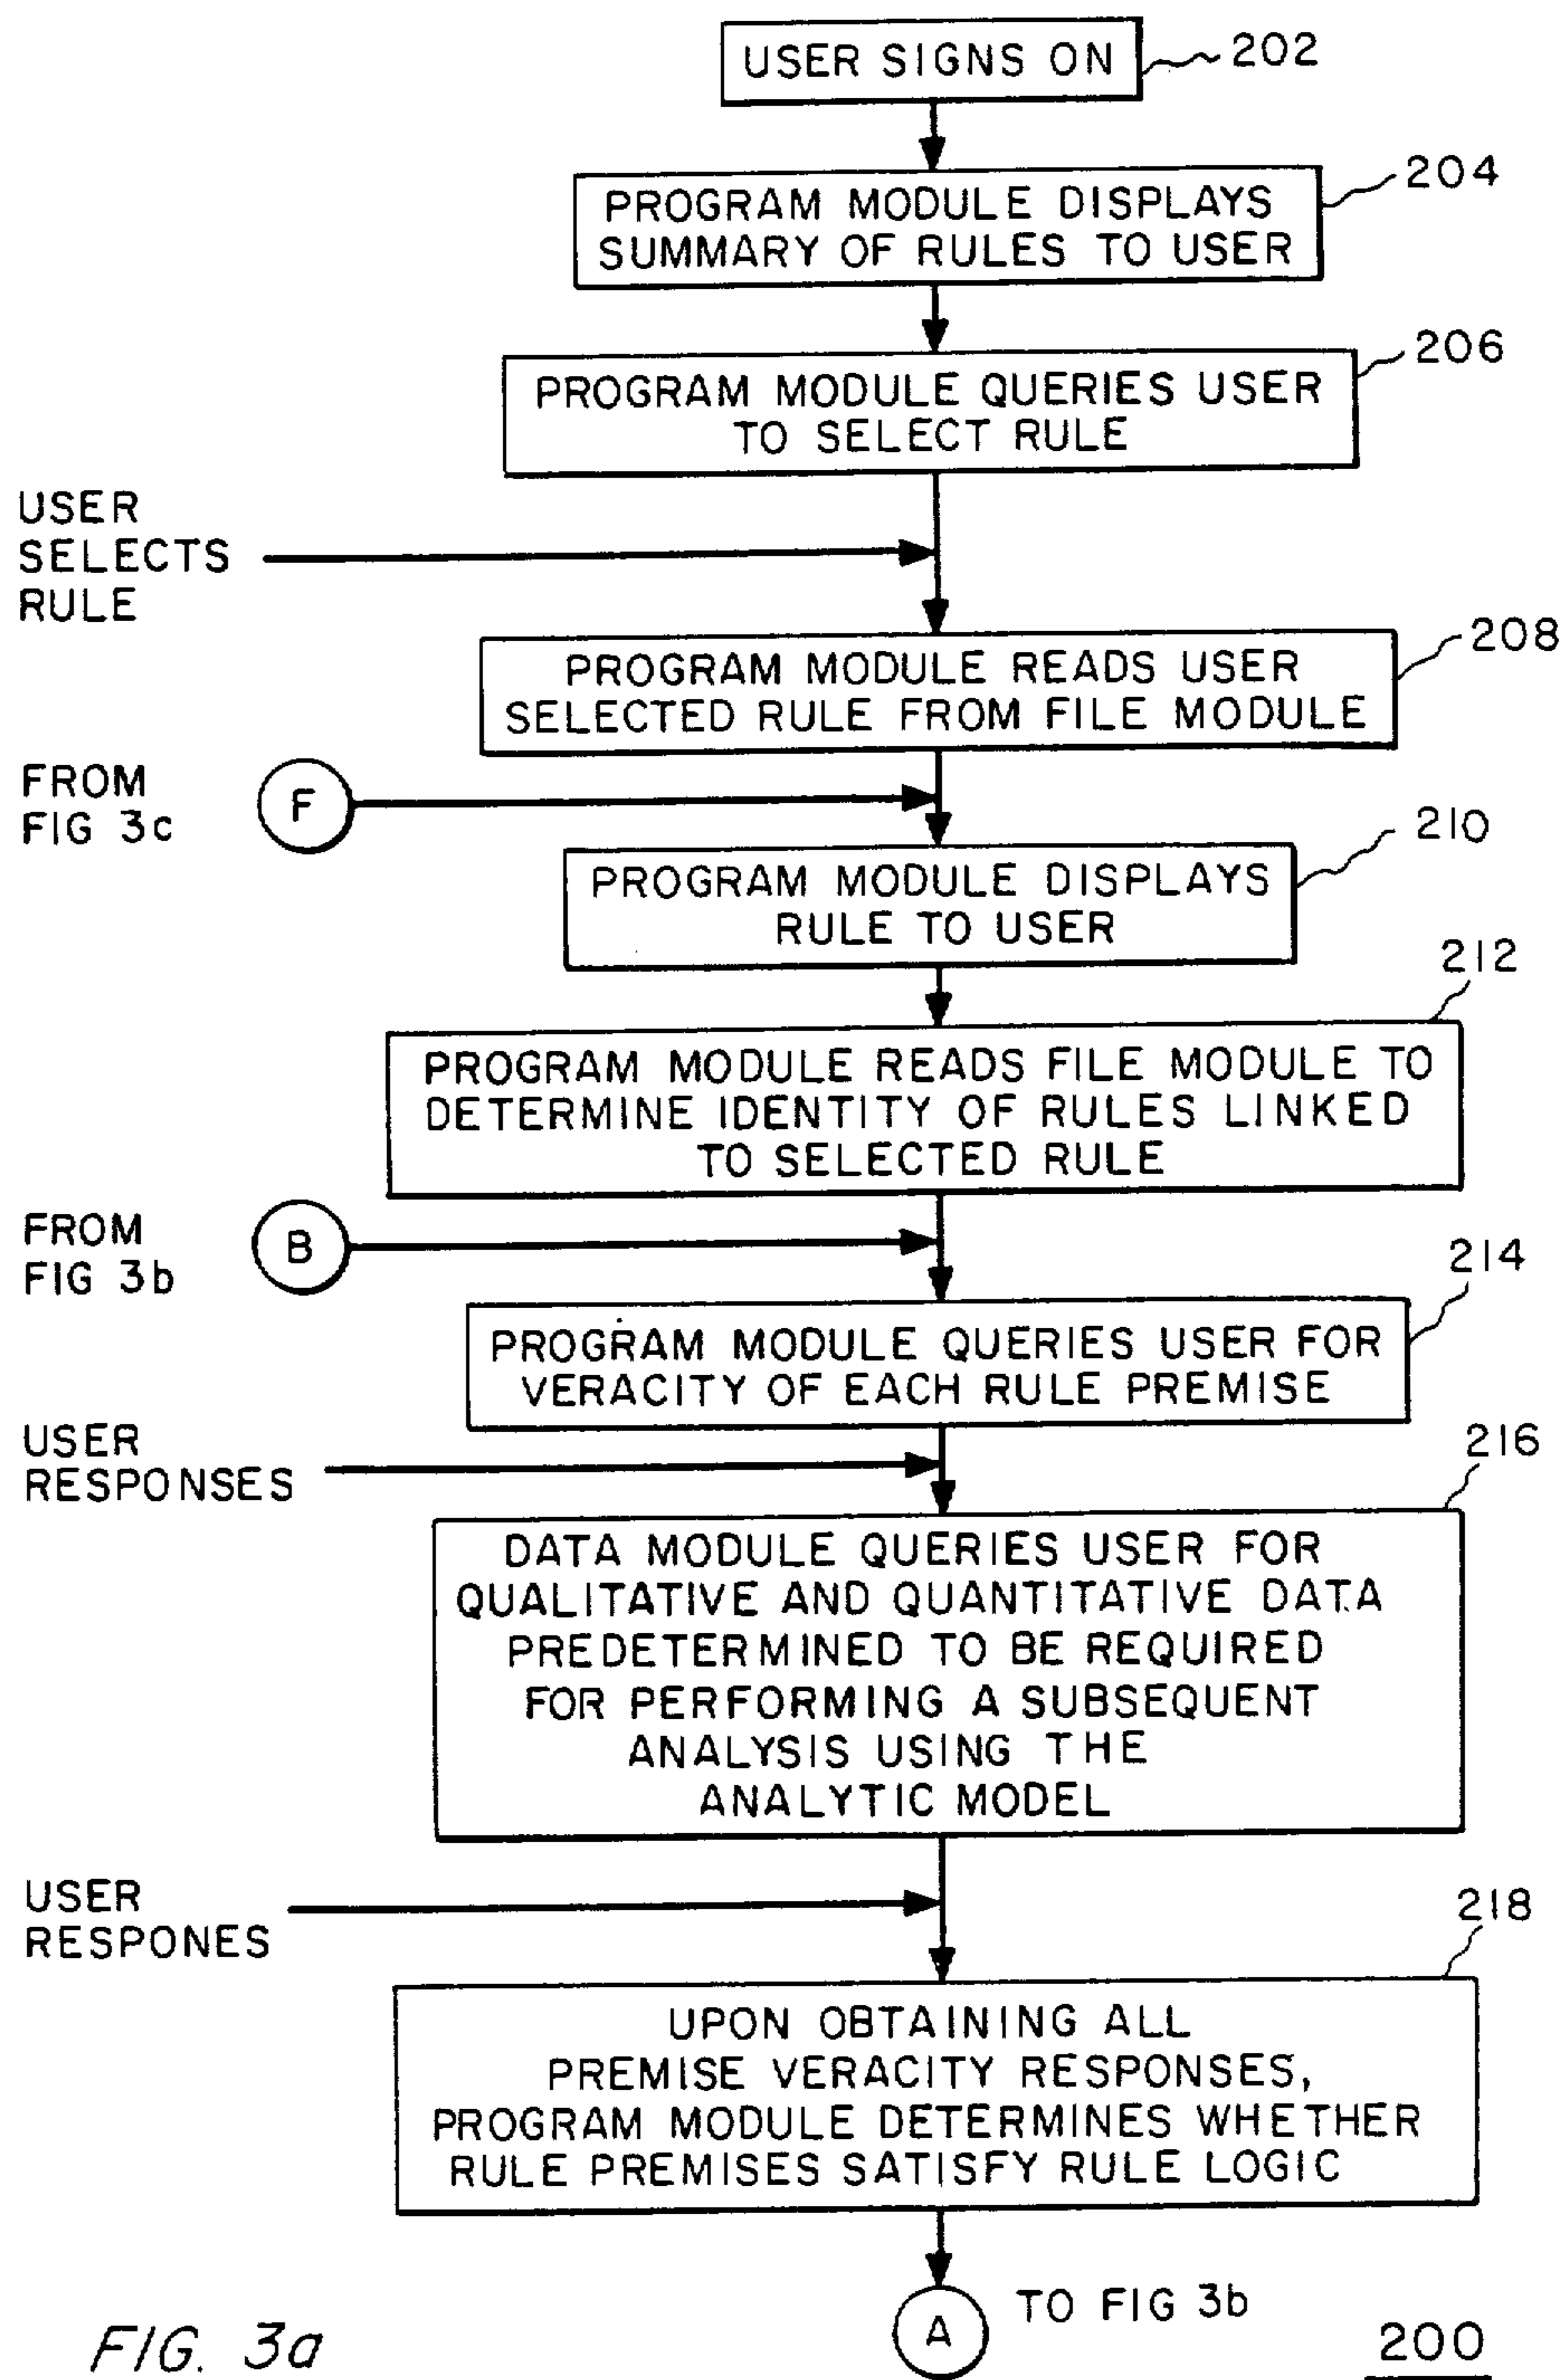 USER SIGNS ON
202
PROGRAM MODULE DISPLAYS
SUMMARY OF RULES TO USER
204
PROGRAM MODULE QUERIES USER
TO SELECT RULE
206
USER
SELECTS
RULE
PROGRAM MODULE READS USER
SELECTED RULE FROM FILE MODULE
208
FROM
FIG 3c
F
PROGRAM MODULE DISPLAYS
RULE TO USER
210
PROGRAM MODULE READS FILE MODULE TO
DETERMINE IDENTITY OF RULES LINKED
TO SELECTED RULE
212
FROM
FIG 3b
B
PROGRAM MODULE QUERIES USER FOR
VERACITY OF EACH RULE PREMISE
214
USER
RESPONSES
DATA MODULE QUERIES USER FOR
QUALITATIVE AND QUANTITATIVE DATA
PREDETERMINED TO BE REQUIRED
FOR PERFORMING A SUBSEQUENT
ANALYSIS USING THE
ANALYTIC MODEL
216
USER
RESPONES
UPON OBTAINING ALL
PREMISE VERACITY RESPONSES,
PROGRAM MODULE DETERMINES WHETHER
RULE PREMISES SATISFY RULE LOGIC
218
A
TO FIG 3b
FIG. 3a
200